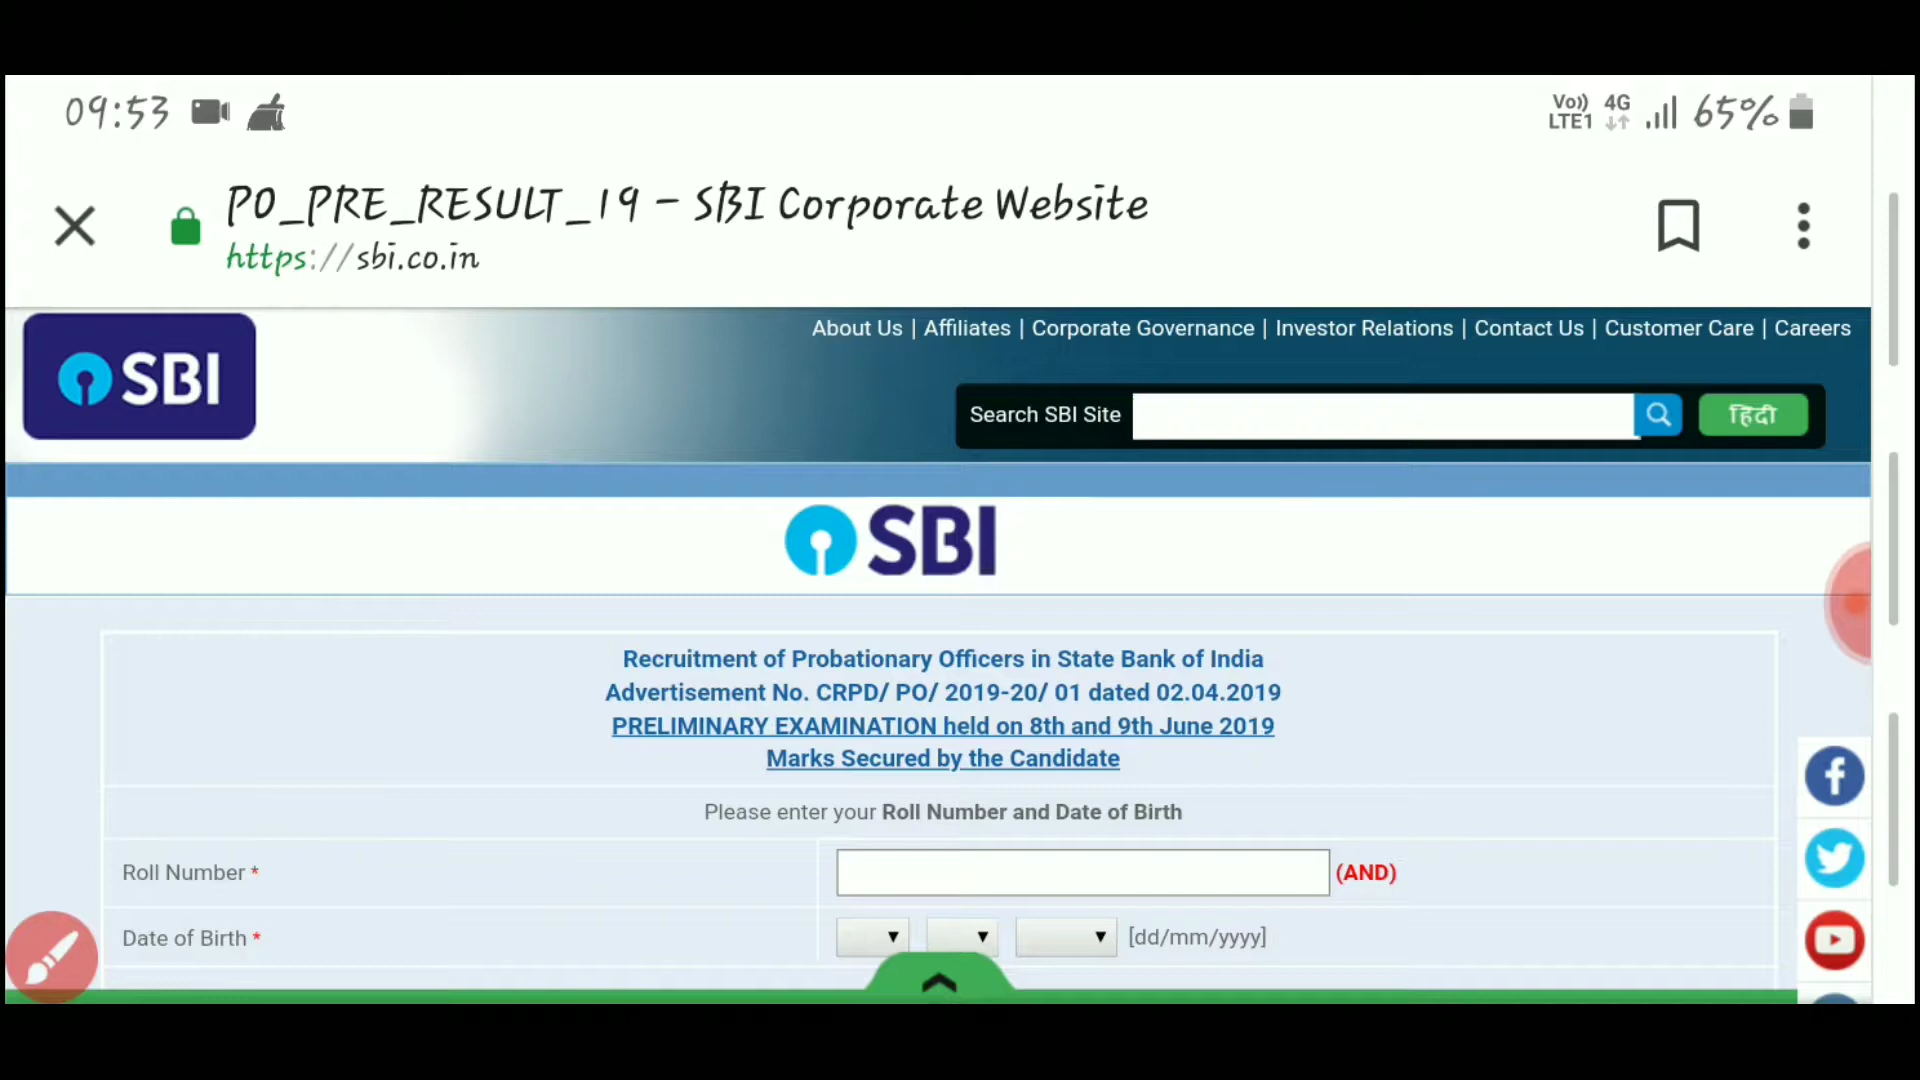 09:53
Vo)) 4G
LTE1
65%
PO_PRE_RESULT_19 – SBI Corporate Website
https://sbi.co.in
About Us | Affiliates | Corporate Governance | Investor Relations | Contact Us | Customer Care | Careers
SBI
Search SBI Site
हिंदी
SBI
Recruitment of Probationary Officers in State Bank of India
Advertisement No. CRPD/ PO/ 2019-20/ 01 dated 02.04.2019
PRELIMINARY EXAMINATION held on 8th and 9th June 2019
Marks Secured by the Candidate
Please enter your Roll Number and Date of Birth
Roll Number *
(AND)
Date of Birth *
[dd/mm/yyyy]